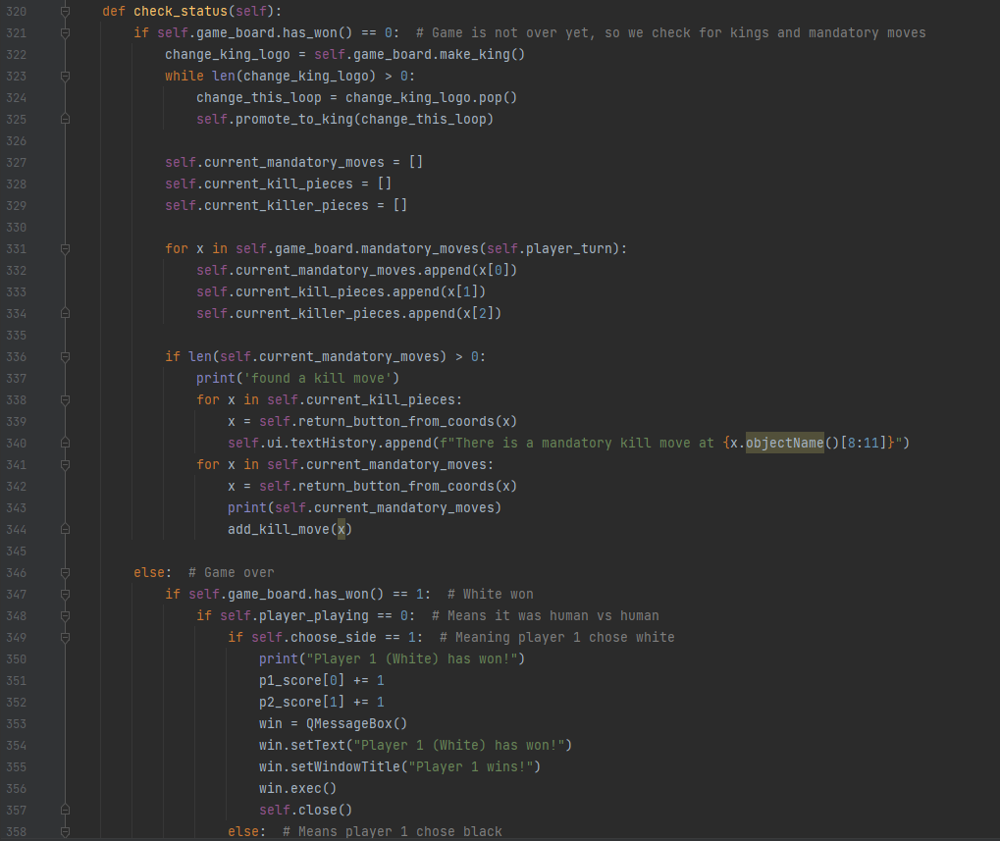 320 def check_status(self):
321 if self.game_board.has_won() == 0:  # Game is not over yet, so we check for kings and mandatory moves
322 change_king_logo = self.game_board.make_king()
323 while len(change_king_logo) > 0:
324 change_this_loop = change_king_logo.pop()
325 self.promote_to_king(change_this_loop)
326
327 self.current_mandatory_moves = []
328 self.current_kill_pieces = []
329 self.current_killer_pieces = []
330
331 for x in self.game_board.mandatory_moves(self.player_turn):
332 self.current_mandatory_moves.append(x[0])
333 self.current_kill_pieces.append(x[1])
334 self.current_killer_pieces.append(x[2])
335
336 if len(self.current_mandatory_moves) > 0:
337 print('found a kill move')
338 for x in self.current_kill_pieces:
339 x = self.return_button_from_coords(x)
340 self.ui.textHistory.append(f"There is a mandatory kill move at {x.objectName()[8:11]}")
341 for x in self.current_mandatory_moves:
342 x = self.return_button_from_coords(x)
343 print(self.current_mandatory_moves)
344 add_kill_move(x)
345
346 else:  # Game over
347 if self.game_board.has_won() == 1:  # White won
348 if self.player_playing == 0:  # Means it was human vs human
349 if self.choose_side == 1:  # Meaning player 1 chose white
350 print("Player 1 (White) has won!")
351 p1_score[0] += 1
352 p2_score[1] += 1
353 win = QMessageBox()
354 win.setText("Player 1 (White) has won!")
355 win.setWindowTitle("Player 1 wins!")
356 win.exec()
357 self.close()
358 else:  # Means player 1 chose black